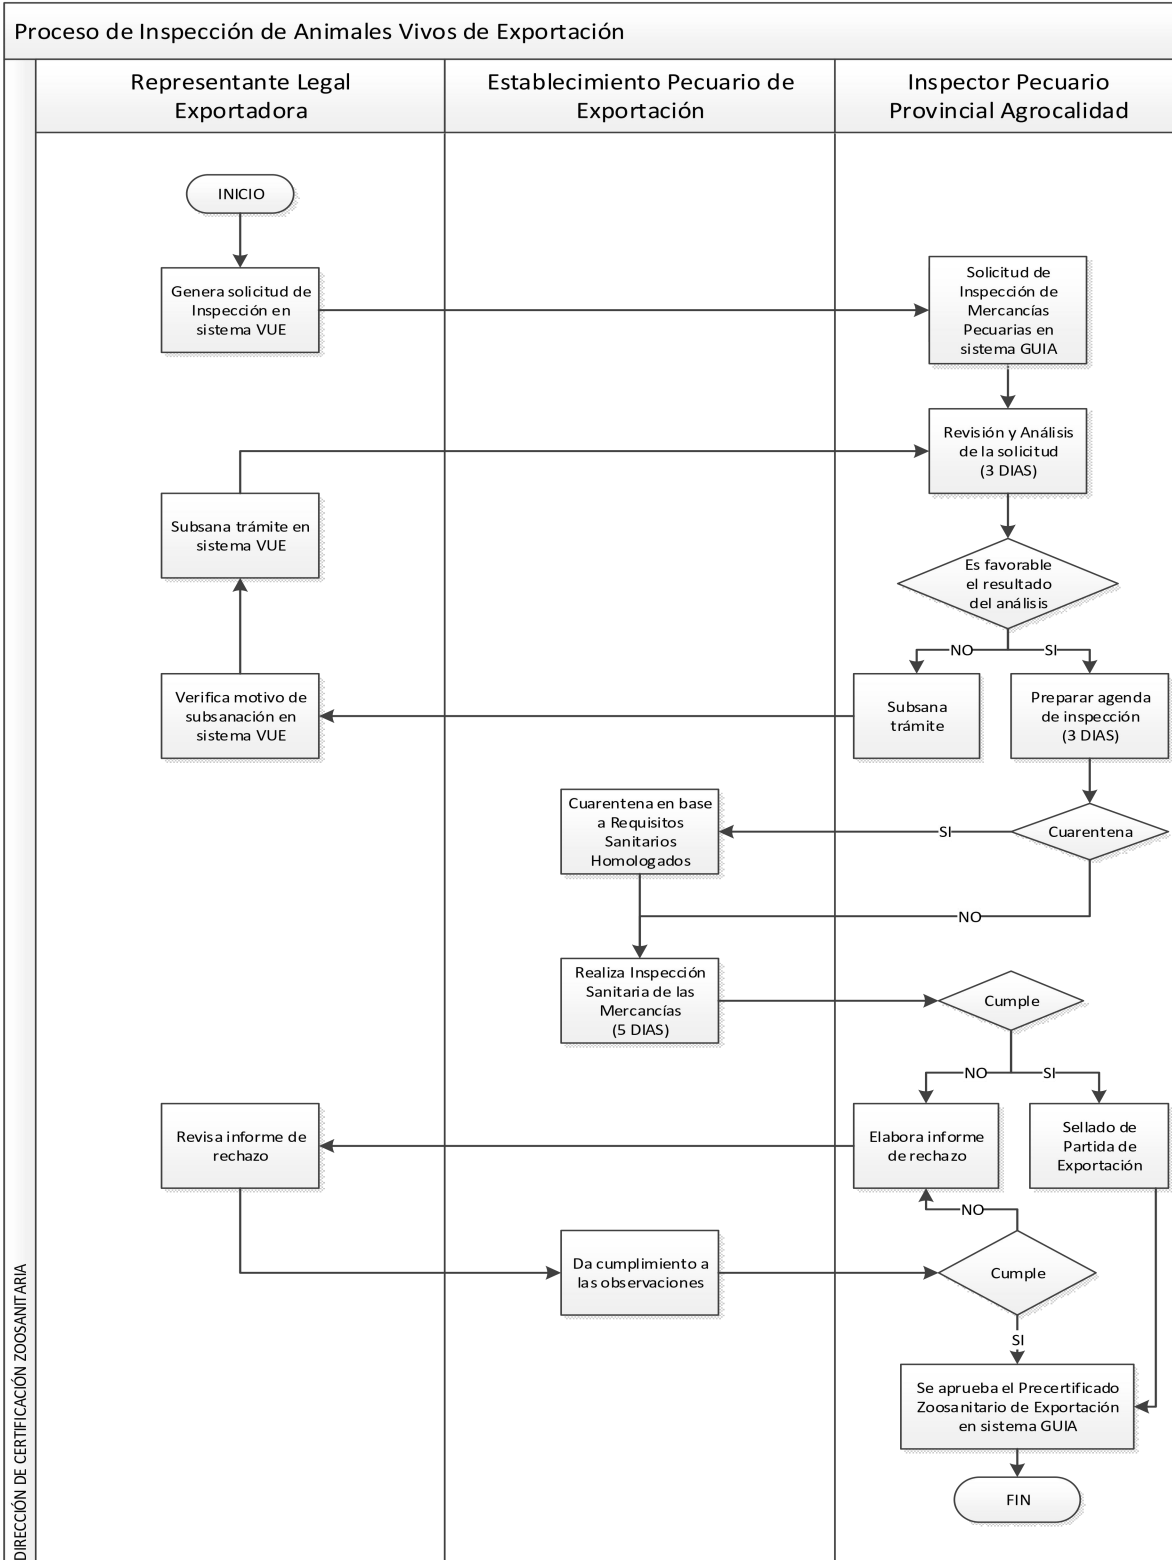 Proceso de Inspección de Animales Vivos de Exportación
Representante Legal
Exportadora
Establecimiento Pecuario de
Exportación
Inspector Pecuario
Provincial Agrocalidad
INICIO
Genera solicitud de
Inspección en
sistema VUE
Solicitud de
Inspección de
Mercancías
Pecuarias en
sistema GUIA
Revisión y Análisis
de la solicitud
(3 DIAS)
Subsana trámite en
sistema VUE
Es favorable
el resultado
del análisis
NO
SI
Verifica motivo de
subsanación en
sistema VUE
Subsana
trámite
Preparar agenda
de inspección
(3 DIAS)
Cuarentena en base
a Requisitos
Sanitarios
Homologados
SI
Cuarentena
NO
Realiza Inspección
Sanitaria de las
Mercancías
(5 DIAS)
Cumple
NO
SI
Revisa informe de
rechazo
Elabora informe
de rechazo
Sellado de
Partida de
Exportación
NO
Da cumplimiento a
las observaciones
Cumple
SI
Se aprueba el Precertificado
Zoosanitario de Exportación
en sistema GUIA
FIN
DIRECCIÓN DE CERTIFICACIÓN ZOOSANITARIA